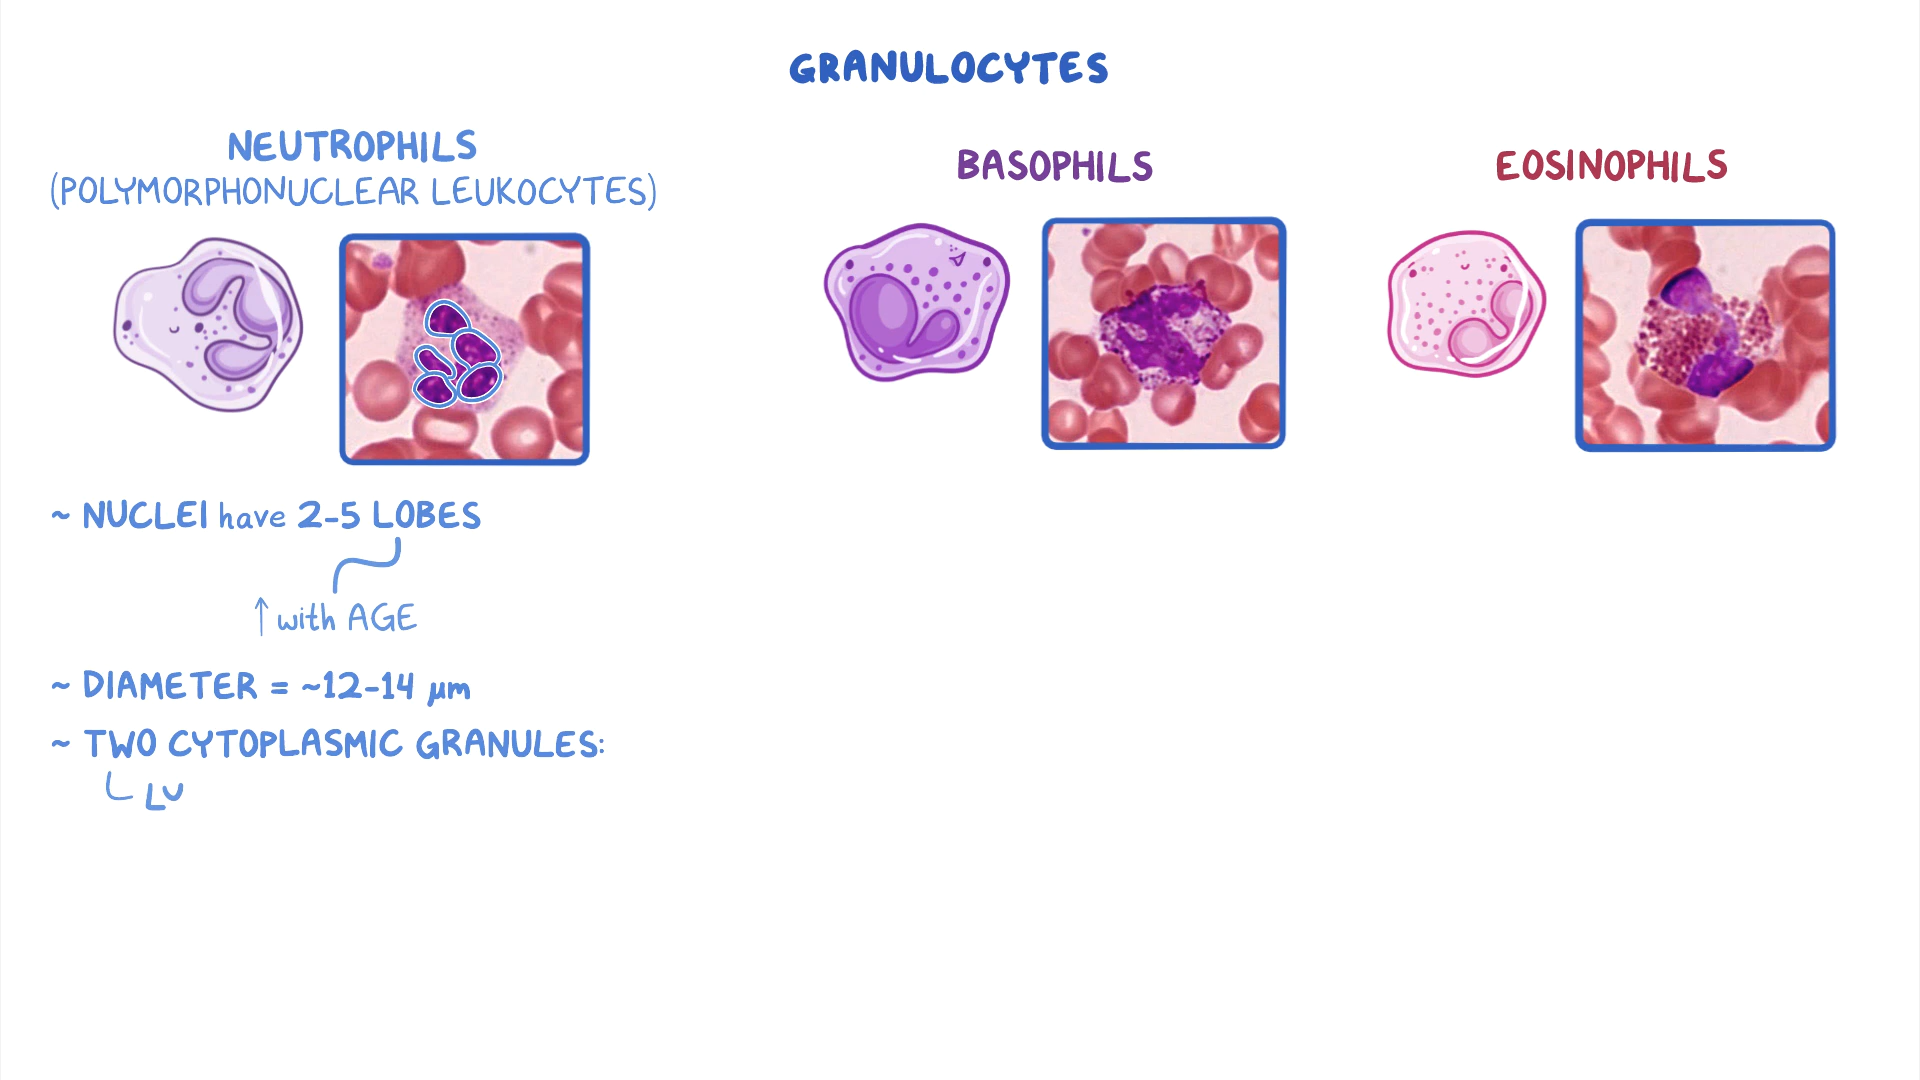 GRANULOCYTES
NEUTROPHILS
(POLYMORPHONUCLEAR LEUKOCYTES)
~ NUCLEI have 2-5 LOBES
↑ with AGE
~ DIAMETER = ~12-14 µm
~ TWO CYTOPLASMIC GRANULES:
BASOPHILS
EOSINOPHILS